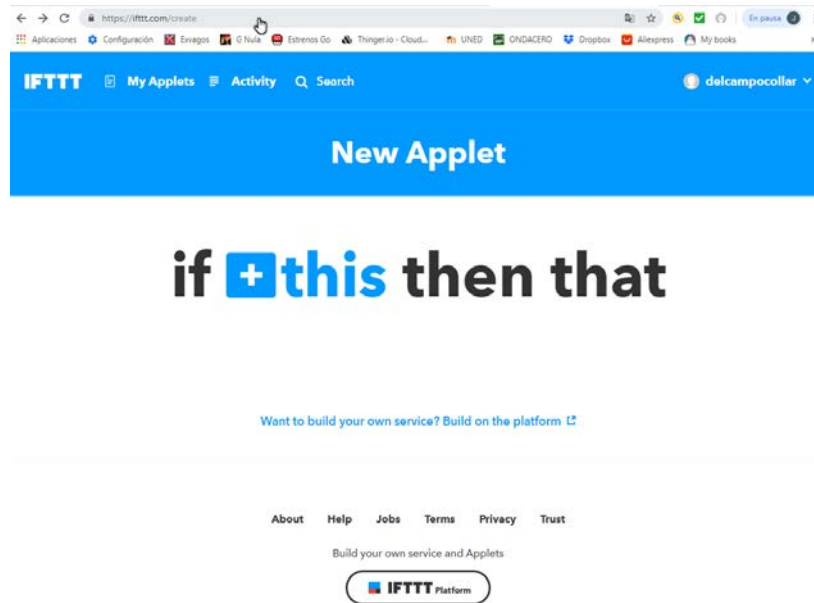 https://ifttt.com/create
En pausa
Aplicaciones Configuración Exvagos G Nula Estrenos Go Thinger.io - Cloud... UNED ONDACERO Dropbox Aliexpress My books
IFTTT My Applets Activity Search delcampocollar
New Applet
if + this then that
Want to build your own service? Build on the platform
About Help Jobs Terms Privacy Trust
Build your own service and Applets
IFTTT Platform